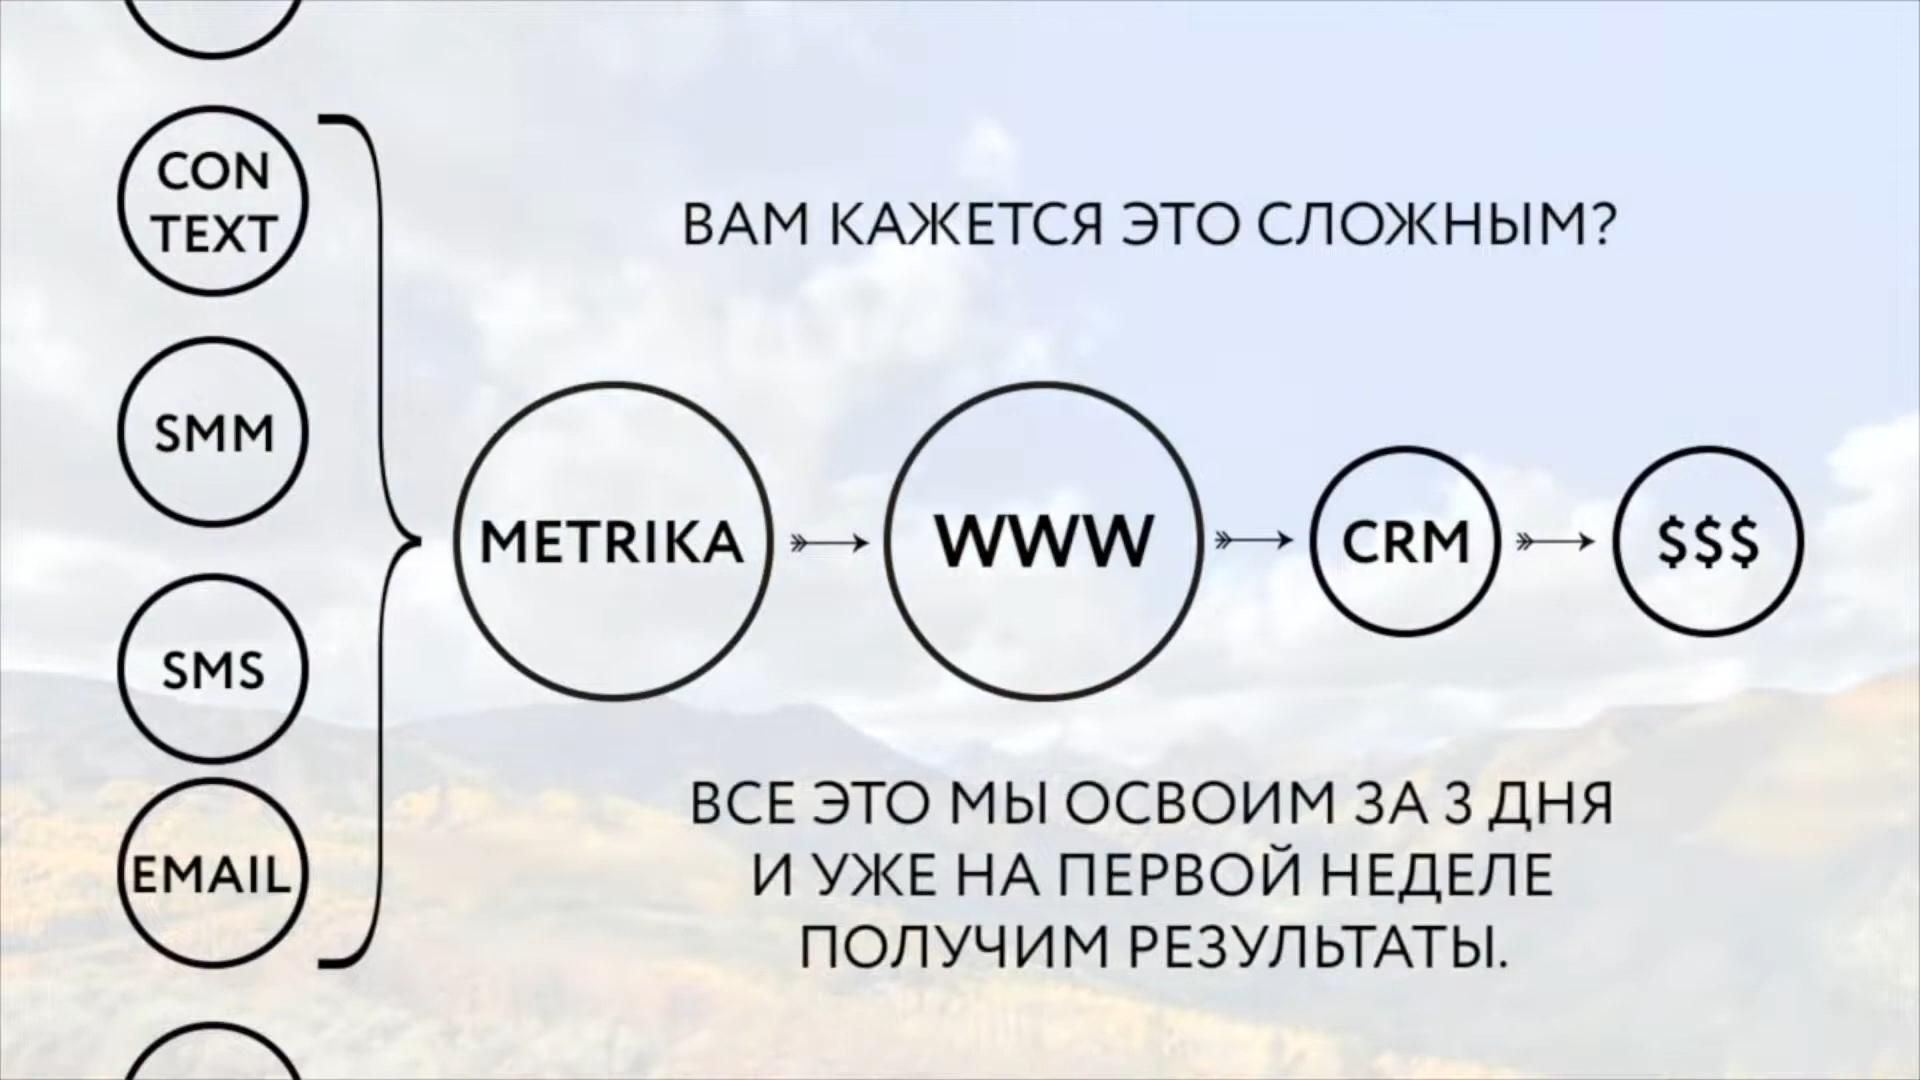 CON
TEXT
SMM
SMS
EMAIL
ВАМ КАЖЕТСЯ ЭТО СЛОЖНЫМ?
METRIKA
WWW
CRM
$$$
ВСЕ ЭТО МЫ ОСВОИМ ЗА 3 ДНЯ
И УЖЕ НА ПЕРВОЙ НЕДЕЛЕ
ПОЛУЧИМ РЕЗУЛЬТАТЫ.